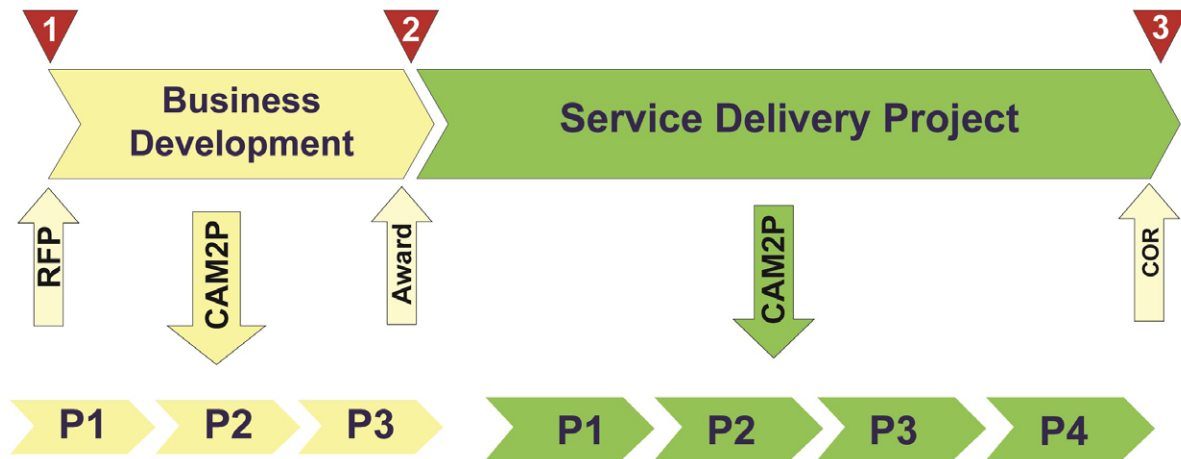 1
2
3
Business
Development
Service Delivery Project
RFP
CAM2P
Award
CAM2P
COR
P1
P2
P3
P1
P2
P3
P4